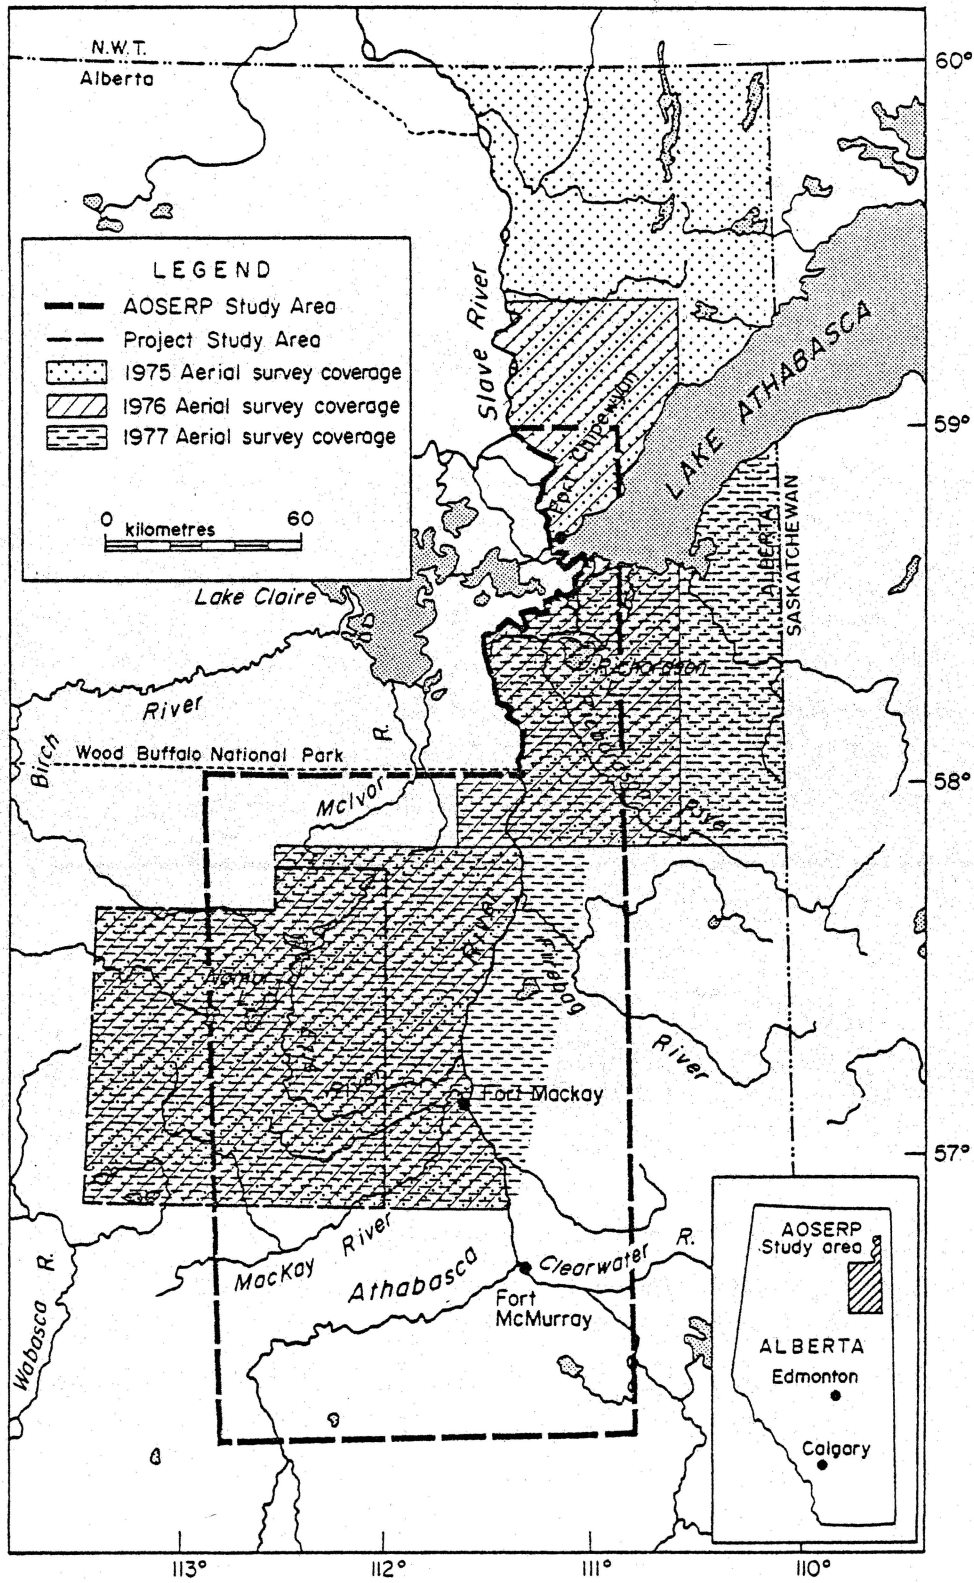 N.W.T.
Alberta
60°
LEGEND
AOSERP Study Area
Project Study Area
1975 Aerial survey coverage
1976 Aerial survey coverage
1977 Aerial survey coverage
0 kilometres 60
Slave River
Fort Chipewyan
LAKE ATHABASCA
59°
ALBERTA
SASKATCHEWAN
Lake Claire
Richardson
River
Birch
River
R.
Wood Buffalo National Park
McIvor
58°
River
River
Firebag
River
Fort Mackay
57°
MacKay
River
Athabasca
Clearwater
R.
Fort
McMurray
Wabasca
R.
AOSERP
Study area
ALBERTA
Edmonton
Calgary
113°
112°
111°
110°